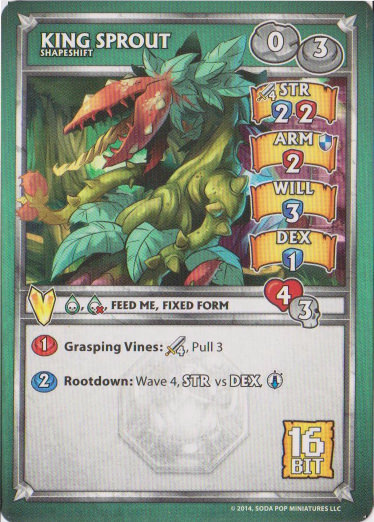 KING SPROUT
SHAPESHIFT
0 3
4 STR
2 2
ARM
2
WILL
3
DEX
1
4
3
FEED ME, FIXED FORM
1 Grasping Vines: 4, Pull 3
2 Rootdown: Wave 4, STR vs DEX
16
BIT
© 2014, SODA POP MINIATURES LLC